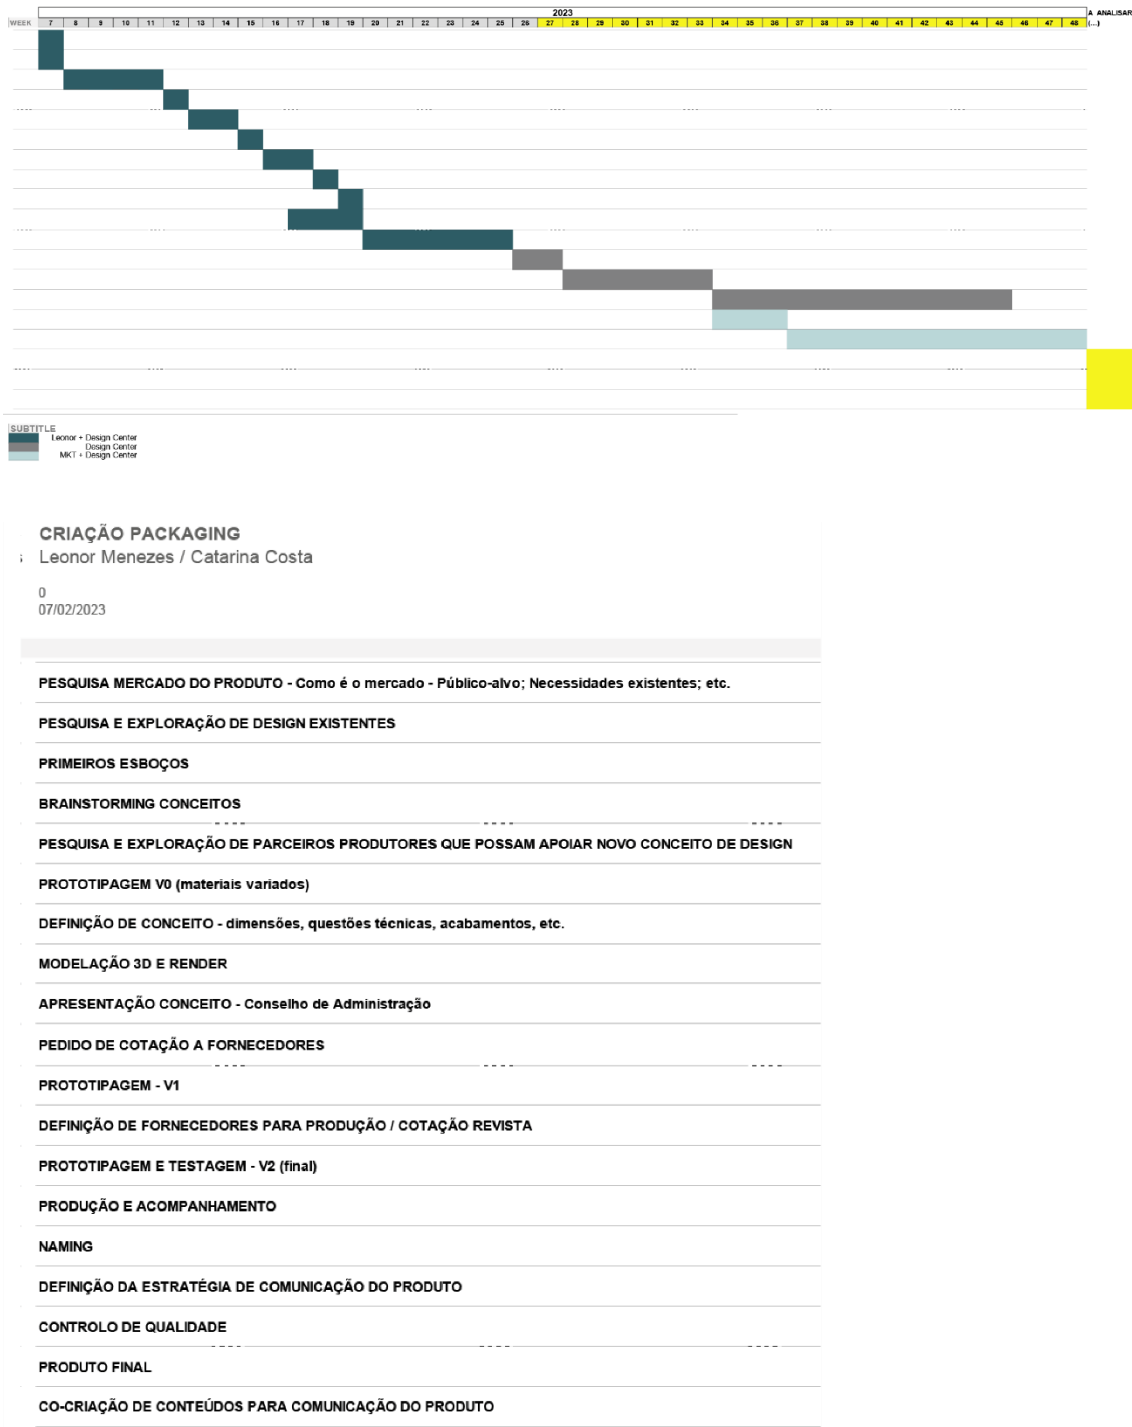 2023
A ANALISAR
WEEK 7 8 9 10 11 12 13 14 15 16 17 18 19 20 21 22 23 24 25 26 27 28 29 30 31 32 33 34 35 36 37 38 39 40 41 42 43 44 45 46 47 48 (...)
SUBTITLE
Leonor + Design Center
Design Center
MKT + Design Center
CRIAÇÃO PACKAGING
Leonor Menezes / Catarina Costa
0
07/02/2023
PESQUISA MERCADO DO PRODUTO - Como é o mercado - Público-alvo; Necessidades existentes; etc.
PESQUISA E EXPLORAÇÃO DE DESIGN EXISTENTES
PRIMEIROS ESBOÇOS
BRAINSTORMING CONCEITOS
PESQUISA E EXPLORAÇÃO DE PARCEIROS PRODUTORES QUE POSSAM APOIAR NOVO CONCEITO DE DESIGN
PROTOTIPAGEM V0 (materiais variados)
DEFINIÇÃO DE CONCEITO - dimensões, questões técnicas, acabamentos, etc.
MODELAÇÃO 3D E RENDER
APRESENTAÇÃO CONCEITO - Conselho de Administração
PEDIDO DE COTAÇÃO A FORNECEDORES
PROTOTIPAGEM - V1
DEFINIÇÃO DE FORNECEDORES PARA PRODUÇÃO / COTAÇÃO REVISTA
PROTOTIPAGEM E TESTAGEM - V2 (final)
PRODUÇÃO E ACOMPANHAMENTO
NAMING
DEFINIÇÃO DA ESTRATÉGIA DE COMUNICAÇÃO DO PRODUTO
CONTROLO DE QUALIDADE
PRODUTO FINAL
CO-CRIAÇÃO DE CONTEÚDOS PARA COMUNICAÇÃO DO PRODUTO